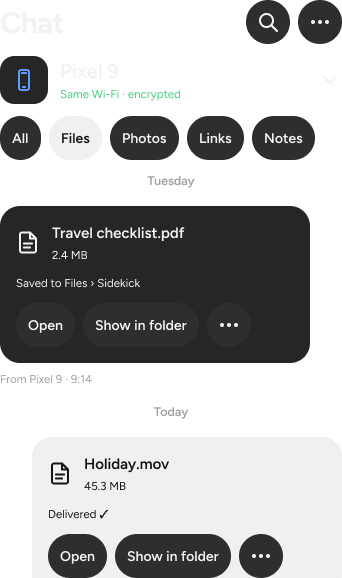 Chat
Pixel 9
Same Wi-Fi · encrypted
All Files Photos Links Notes
Tuesday
Travel checklist.pdf
2.4 MB
Saved to Files › Sidekick
Open Show in folder
From Pixel 9 · 9:14
Today
Holiday.mov
45.3 MB
Delivered ✓
Open Show in folder